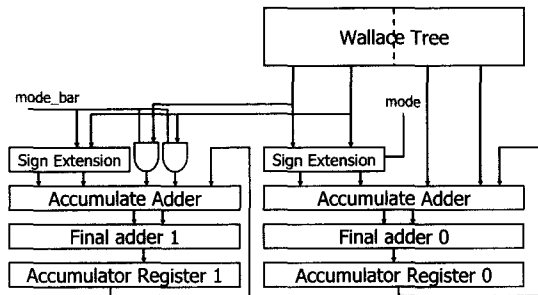 Wallace Tree
mode_bar
mode
Sign Extension
Sign Extension
Accumulate Adder
Accumulate Adder
Final adder 1
Final adder 0
Accumulator Register 1
Accumulator Register 0